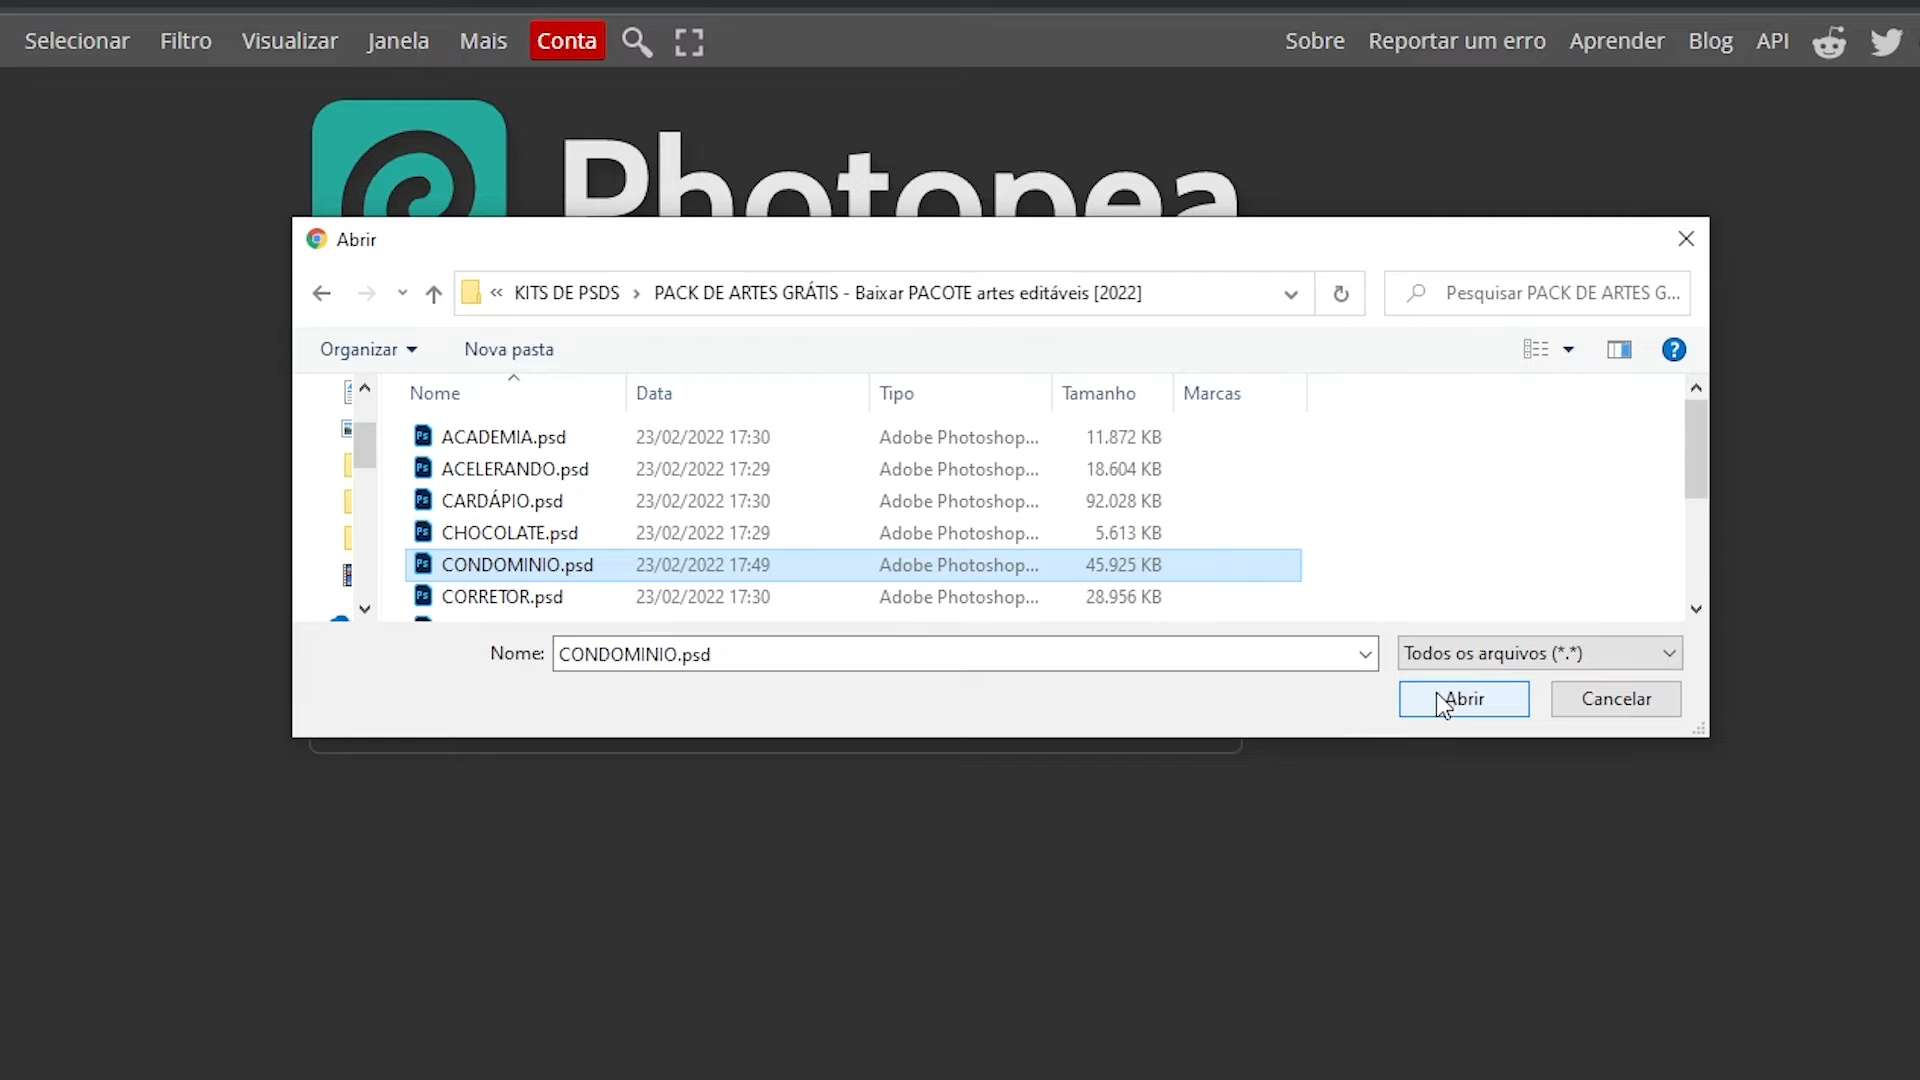 Selecionar Filtro Visualizar Janela Mais Conta Sobre Reportar um erro Aprender Blog API
Photopea
Abrir
« KITS DE PSDS › PACK DE ARTES GRÁTIS - Baixar PACOTE artes editáveis [2022] Pesquisar PACK DE ARTES G...
Organizar Nova pasta ?
Nome Data Tipo Tamanho Marcas
Ps ACADEMIA.psd 23/02/2022 17:30 Adobe Photoshop... 11.872 KB
Ps ACELERANDO.psd 23/02/2022 17:29 Adobe Photoshop... 18.604 KB
Ps CARDÁPIO.psd 23/02/2022 17:30 Adobe Photoshop... 92.028 KB
Ps CHOCOLATE.psd 23/02/2022 17:29 Adobe Photoshop... 5.613 KB
Ps CONDOMINIO.psd 23/02/2022 17:49 Adobe Photoshop... 45.925 KB
Ps CORRETOR.psd 23/02/2022 17:30 Adobe Photoshop... 28.956 KB
Nome: CONDOMINIO.psd Todos os arquivos (*.*)
Abrir Cancelar